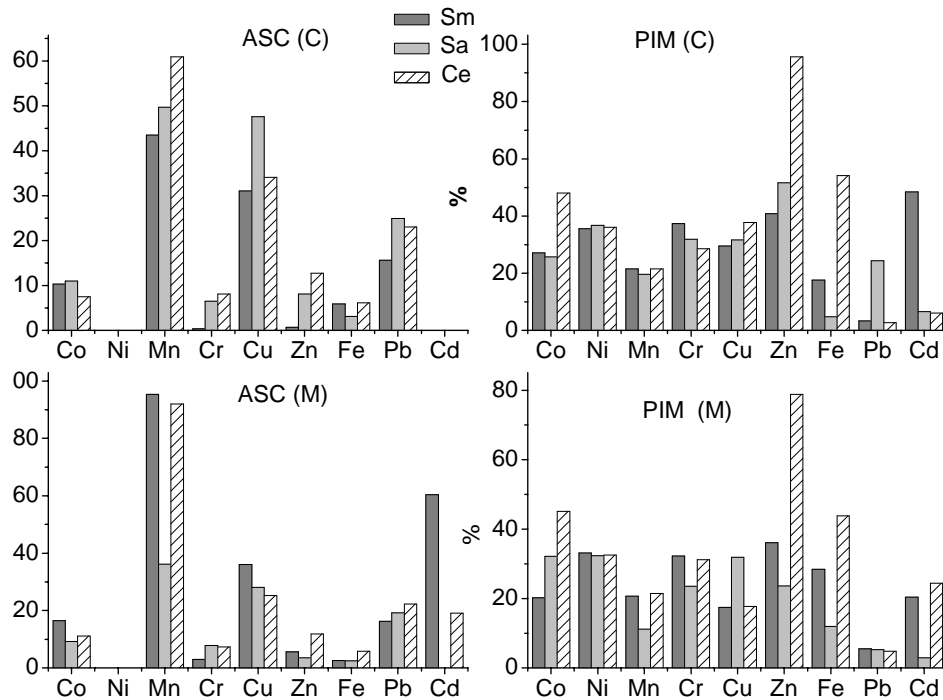 Sm
Sa
Ce
ASC (C)
60
50
40
30
20
10
0
Co Ni Mn Cr Cu Zn Fe Pb Cd
PIM (C)
%
100
80
60
40
20
0
Co Ni Mn Cr Cu Zn Fe Pb Cd
ASC (M)
00
80
60
40
20
0
Co Ni Mn Cr Cu Zn Fe Pb Cd
PIM (M)
%
80
60
40
20
0
Co Ni Mn Cr Cu Zn Fe Pb Cd